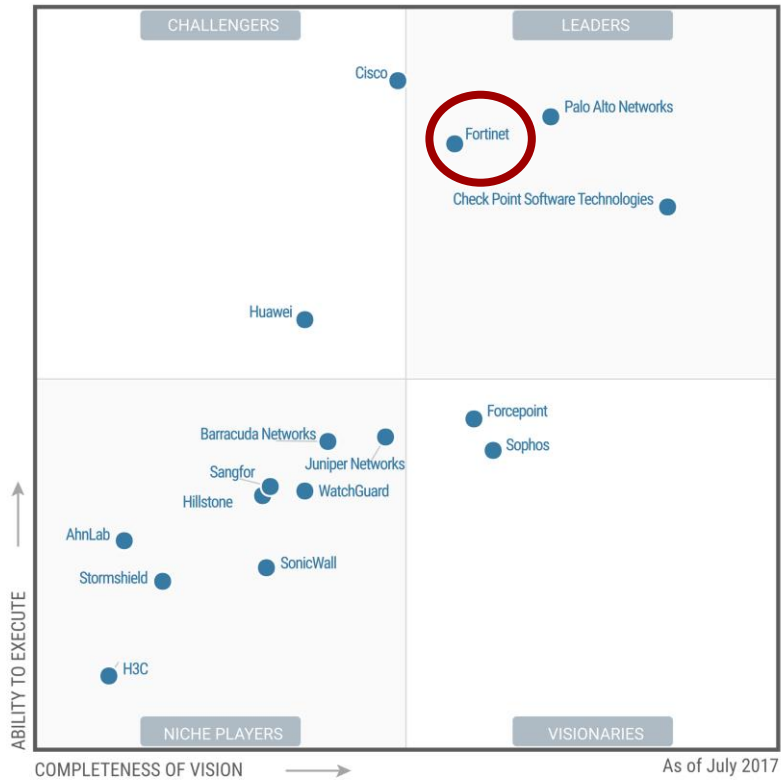 CHALLENGERS
LEADERS
Cisco
Palo Alto Networks
Fortinet
Check Point Software Technologies
Huawei
Forcepoint
Barracuda Networks
Sophos
Juniper Networks
Sangfor
WatchGuard
Hillstone
AhnLab
SonicWall
Stormshield
H3C
NICHE PLAYERS
VISIONARIES
ABILITY TO EXECUTE
COMPLETENESS OF VISION
As of July 2017